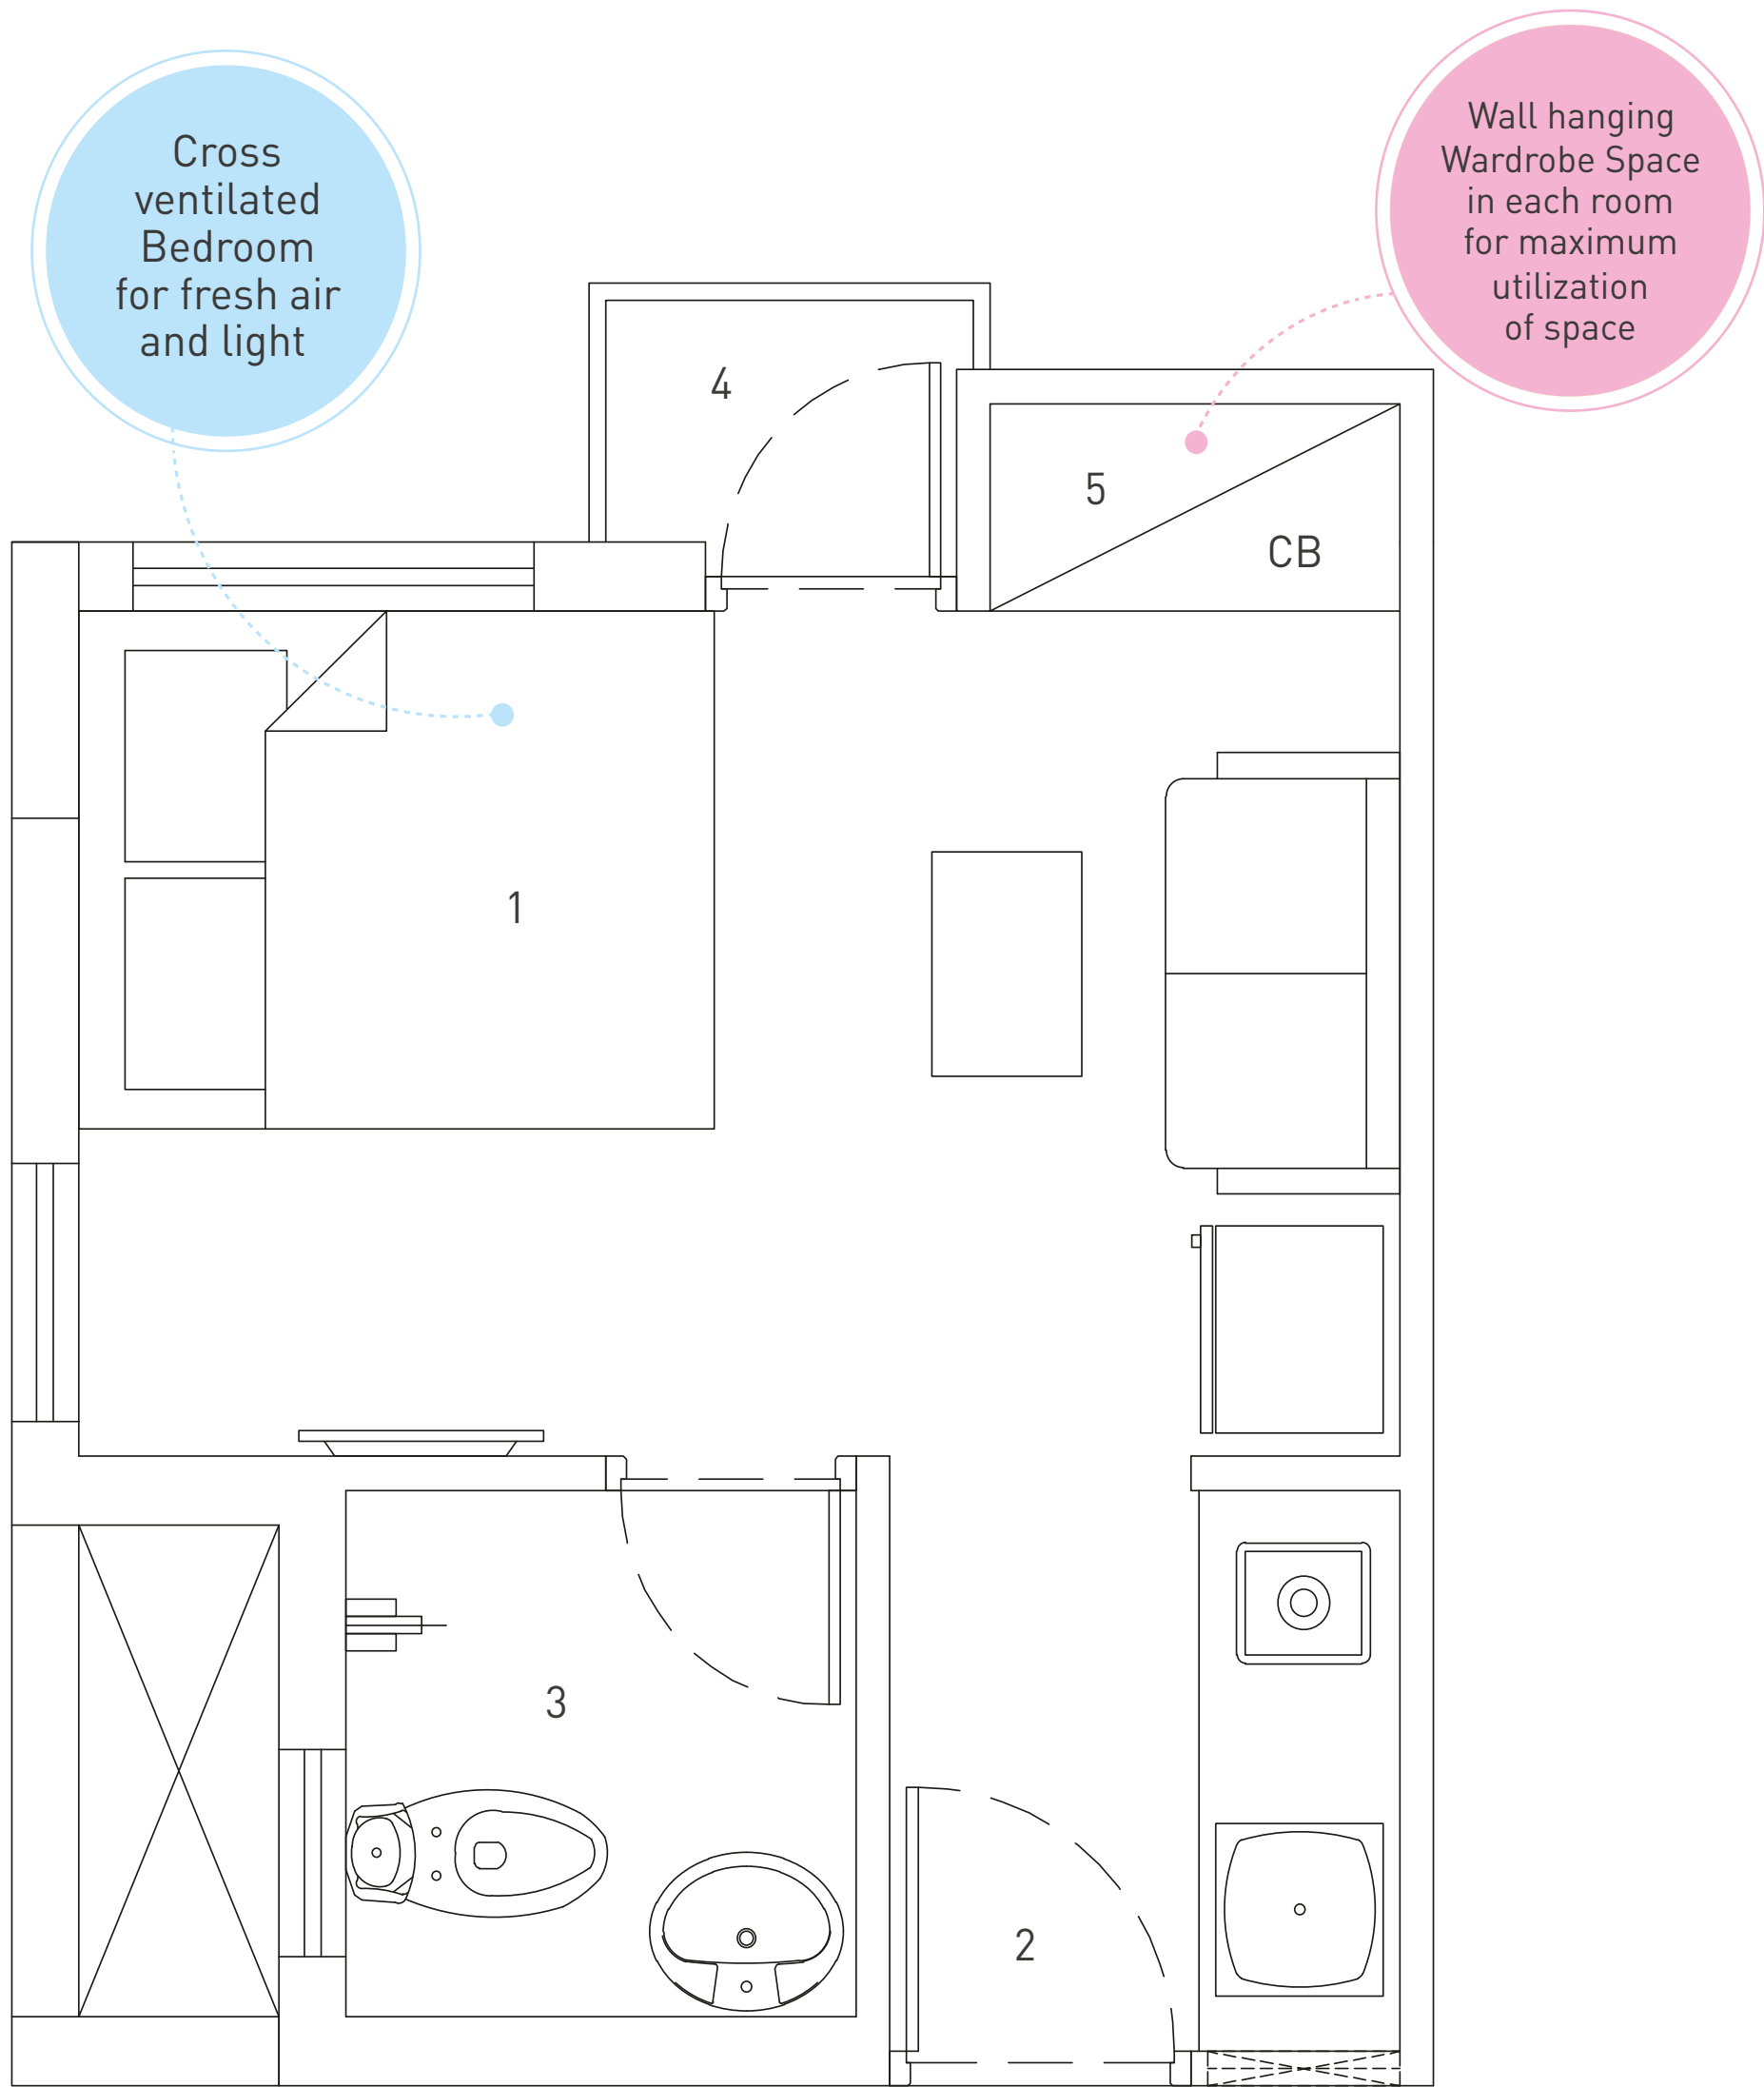 Cross
ventilated
Bedroom
for fresh air
and light
Wall hanging
Wardrobe Space
in each room
for maximum
utilization
of space
4
5
CB
1
3
2